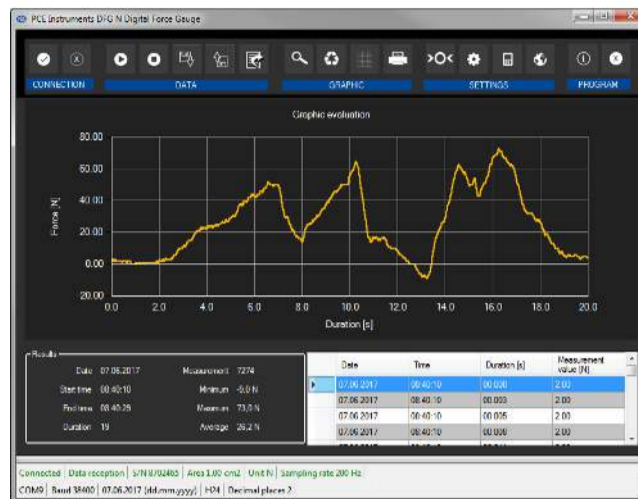 PCE Instruments DFG N Digital Force Gauge
CONNECTION DATA GRAPHIC SETTINGS PROGRAM
Graphic evaluation
80.00
60.00
Force [N]
40.00
20.00
0.00
20.00
0.0 2.0 4.0 6.0 8.0 10.0 12.0 14.0 16.0 18.0 20.0
Duration [s]
Results
Date 07.06.2017 Measurement 7274
Start time 08:40:10 Minimum -9,0 N
End time 08:40:29 Maximum 73,0 N
Duration 19 Average 26,2 N
Date Time Duration [s] Measurement value [N]
07.06.2017 08:40:10 00.000 2.00
07.06.2017 08:40:10 00.003 2.00
07.06.2017 08:40:10 00.005 2.00
07.06.2017 08:40:10 00.008 2.00
Connected Data reception S/N 8702465 Area 1.00 cm2 Unit N Sampling rate 200 Hz
COM9 Baud 38400 07.06.2017 (dd.mm.yyyy) H24 Decimal places 2